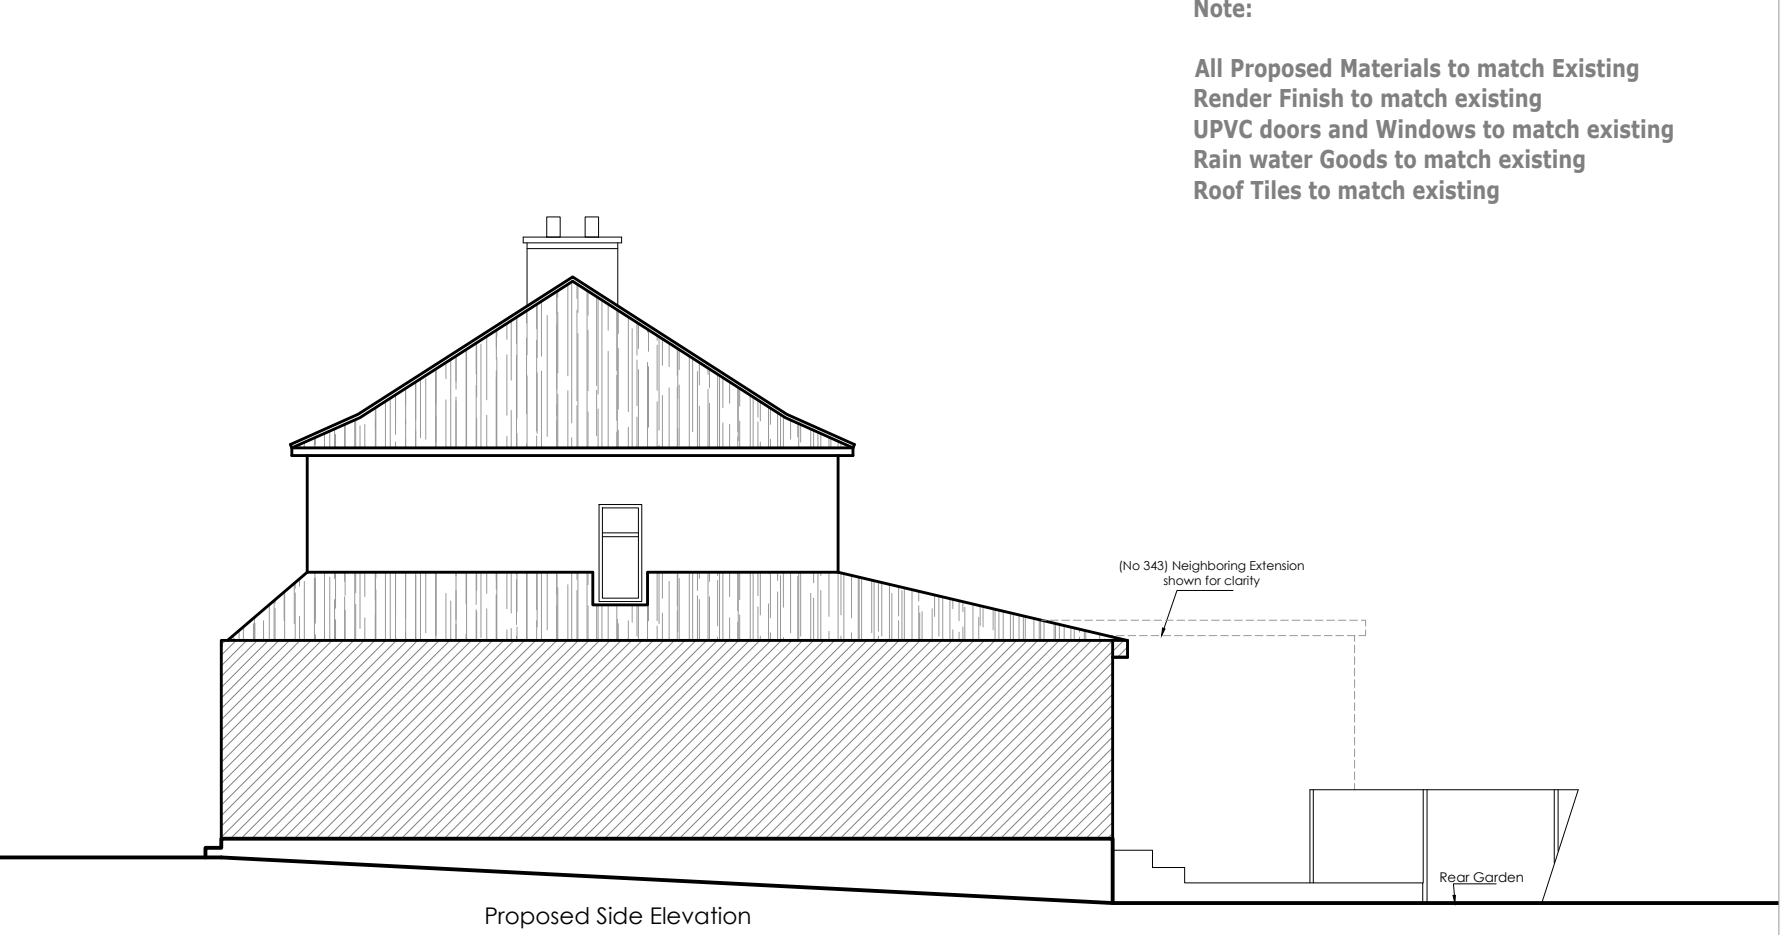 Note:
All Proposed Materials to match Existing
Render Finish to match existing
UPVC doors and Windows to match existing
Rain water Goods to match existing
Roof Tiles to match existing
(No 343) Neighboring Extension
shown for clarity
Rear Garden
Proposed Side Elevation